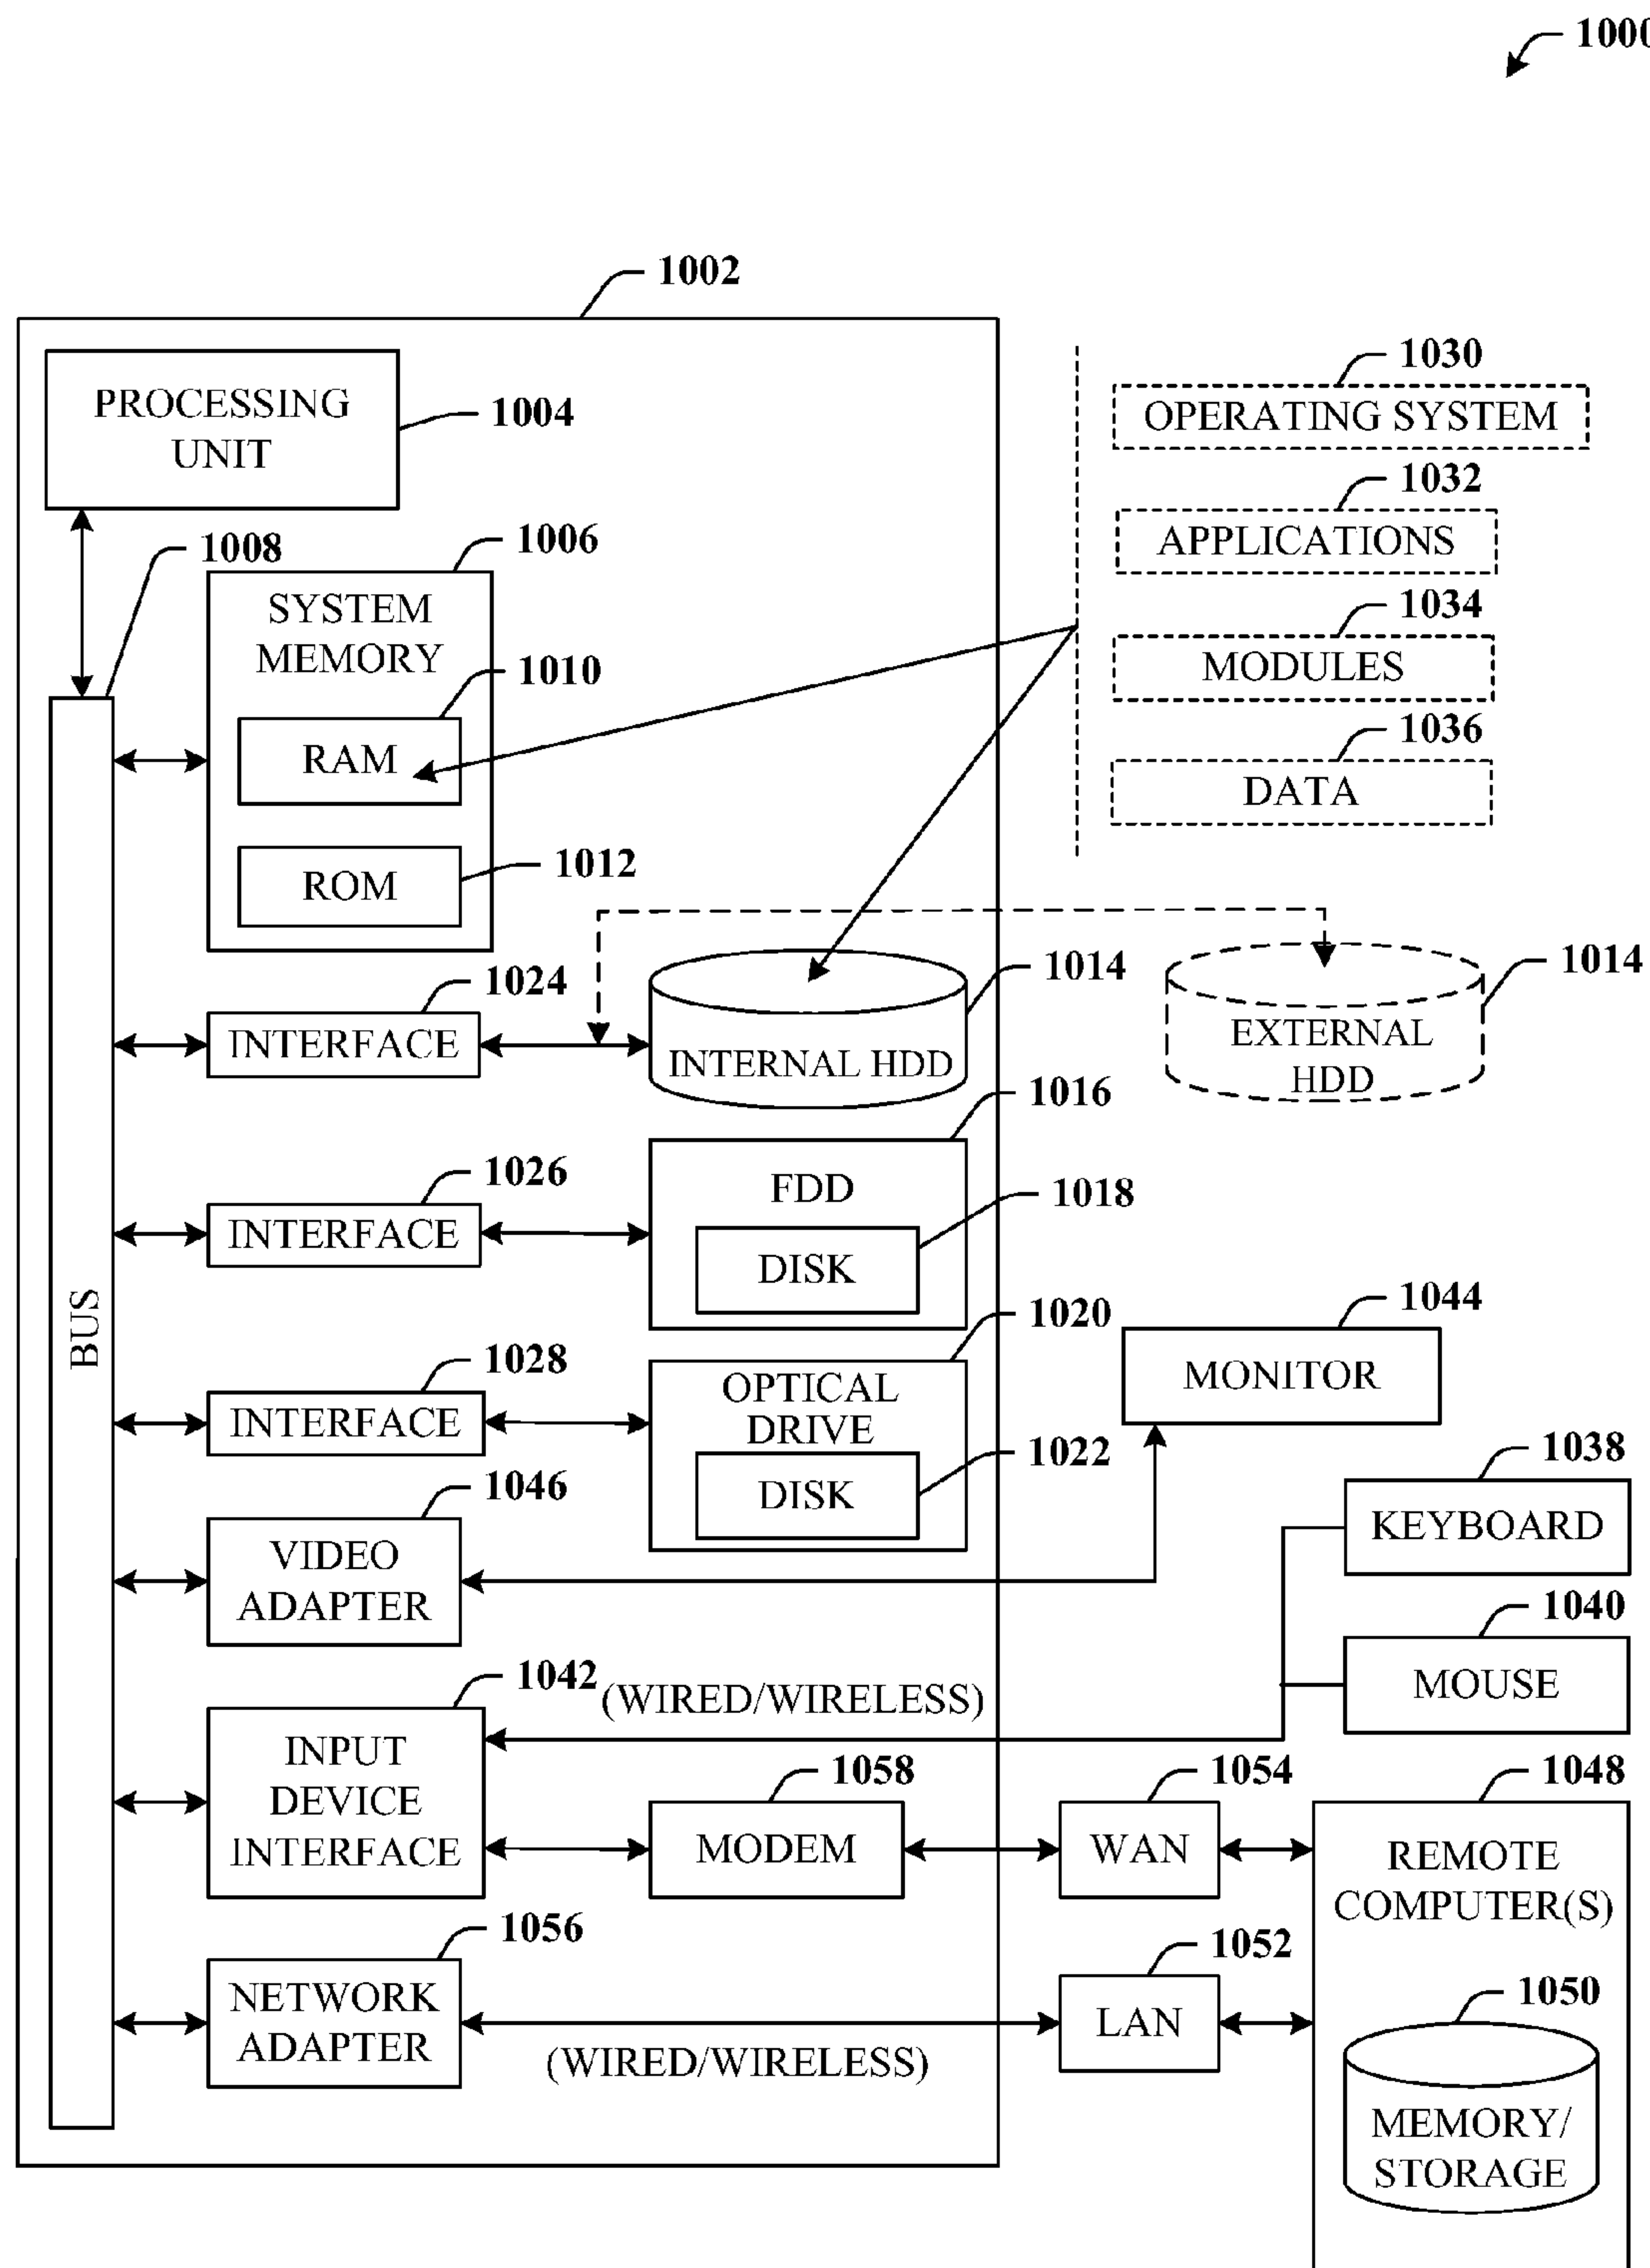 1000
1002
PROCESSING
UNIT
1004
1030
OPERATING SYSTEM
1032
APPLICATIONS
1034
MODULES
1036
DATA
1008
1006
SYSTEM
MEMORY
1010
RAM
1012
ROM
BUS
1024
INTERFACE
1014
INTERNAL HDD
1014
EXTERNAL
HDD
1026
INTERFACE
1016
FDD
1018
DISK
1028
INTERFACE
1020
OPTICAL
DRIVE
1022
DISK
1044
MONITOR
1046
VIDEO
ADAPTER
1038
KEYBOARD
1040
MOUSE
1042
(WIRED/WIRELESS)
INPUT
DEVICE
INTERFACE
1058
MODEM
1054
WAN
1048
REMOTE
COMPUTER(S)
1056
NETWORK
ADAPTER
(WIRED/WIRELESS)
1052
LAN
1050
MEMORY/
STORAGE